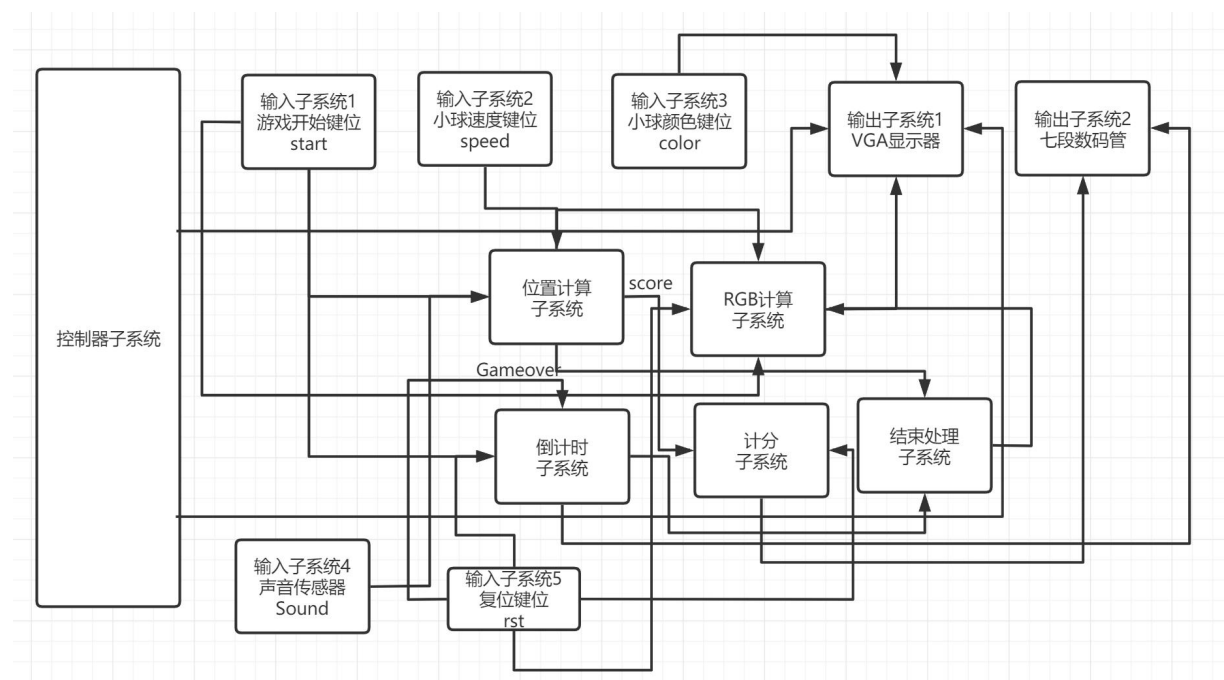 输入子系统1
游戏开始键位
start
输入子系统2
小球速度键位
speed
输入子系统3
小球颜色键位
color
输出子系统1
VGA显示器
输出子系统2
七段数码管
控制器子系统
位置计算
子系统
score
RGB计算
子系统
Gameover
倒计时
子系统
计分
子系统
结束处理
子系统
输入子系统4
声音传感器
Sound
输入子系统5
复位键位
rst